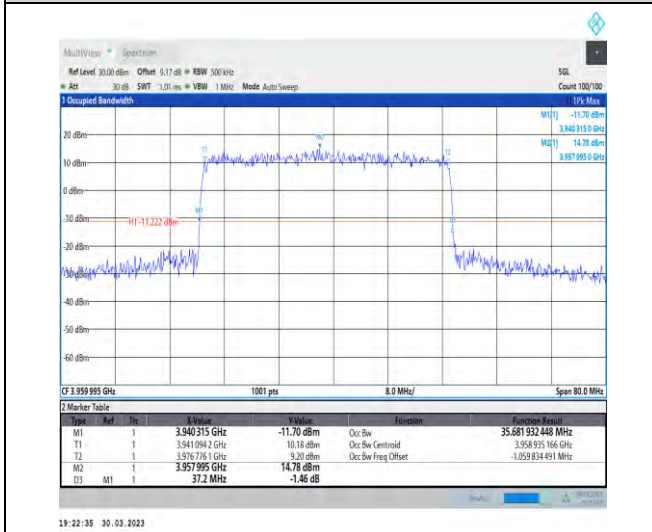 MultiView Spectrum
Ref Level 30.00 dBm Offset 9.17 dB RBW 500 kHz SGL
Att 30 dB SWT 1.01 ms VBW 1 MHz Mode Auto Sweep Count 100/100
1 Occupied Bandwidth 1Pk Max
M1[1] -11.70 dBm
3.940 315 0 GHz
M2[1] 14.78 dBm
3.957 995 0 GHz
20 dBm
T1 M2 T2
10 dBm
0 dBm
M1
-10 dBm
H1 -11.222 dBm
-20 dBm
-30 dBm
-40 dBm
-50 dBm
-60 dBm
CF 3.959 995 GHz 1001 pts 8.0 MHz/ Span 80.0 MHz
2 Marker Table
Type Ref Trc X-Value Y-Value Function Function Result
M1 1 3.940 315 GHz -11.70 dBm Occ Bw 35.681 932 448 MHz
T1 1 3.941 094 2 GHz 10.18 dBm Occ Bw Centroid 3.958 935 166 GHz
T2 1 3.976 776 1 GHz 9.20 dBm Occ Bw Freq Offset -1.059 834 491 MHz
M2 1 3.957 995 GHz 14.78 dBm
D3 M1 1 37.2 MHz -1.46 dB
19:22:35 30.03.2023